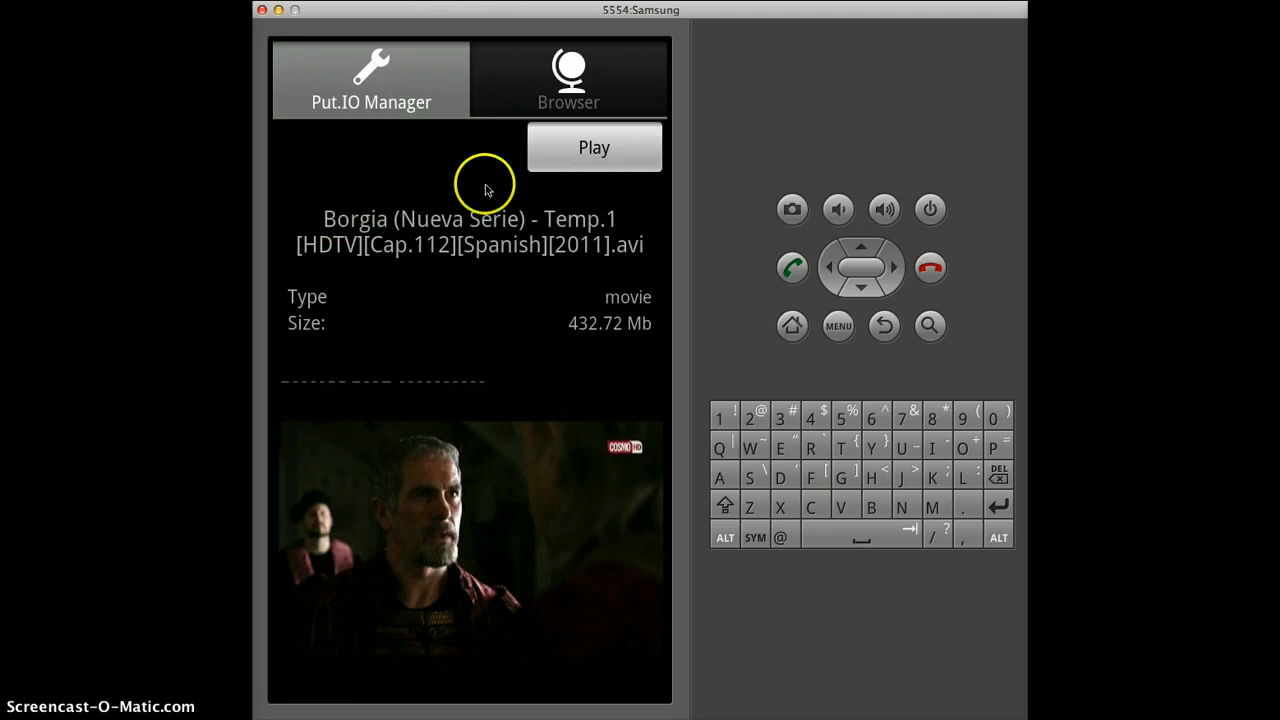 5554:Samsung
Put.IO Manager
Browser
Play
Borgia (Nueva Serie) - Temp.1
[HDTV][Cap.112][Spanish][2011].avi
Type movie
Size: 432.72 Mb
------- ---- ----------
COSMO HD
MENU
1 ! 2 @ 3 # 4 $ 5 % 6 ^ 7 & 8 * 9 ( 0 )
Q | W ~ E “ R ` T { Y } U _ I - O + P =
A S \ D ' F [ G ] H < J > K ; L : DEL
Z X C V B N M .
ALT SYM @ / ? , ALT
Screencast-O-Matic.com